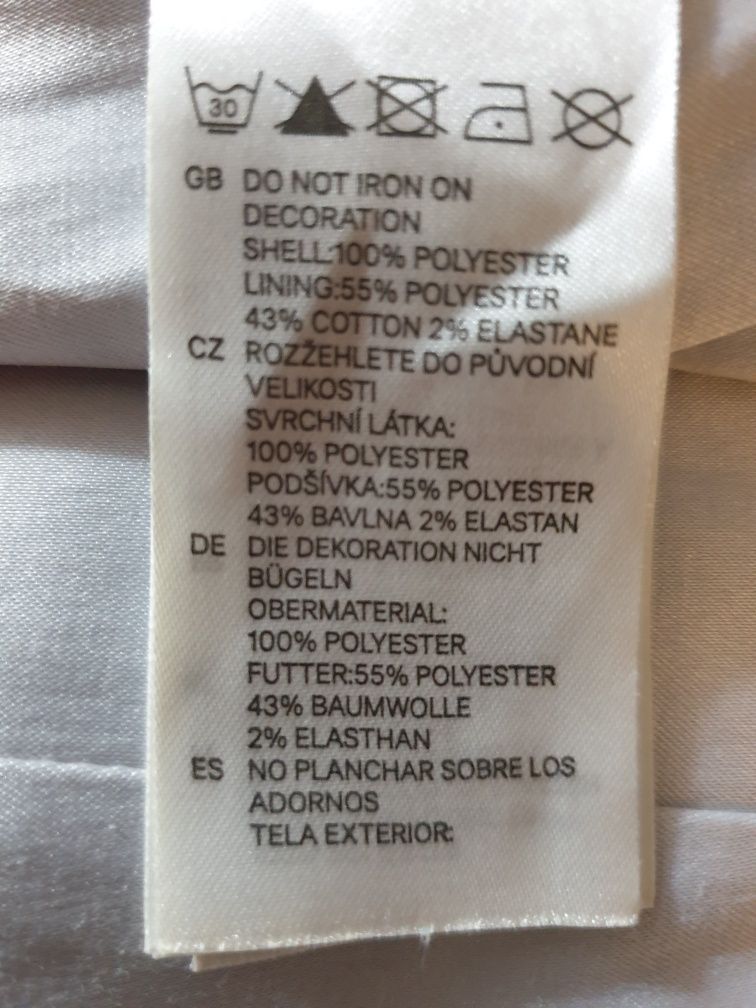 30
GB DO NOT IRON ON
DECORATION
SHELL:100% POLYESTER
LINING:55% POLYESTER
43% COTTON 2% ELASTANE
CZ ROZŽEHLETE DO PŮVODNÍ
VELIKOSTI
SVRCHNÍ LÁTKA:
100% POLYESTER
PODŠÍVKA:55% POLYESTER
43% BAVLNA 2% ELASTAN
DE DIE DEKORATION NICHT
BÜGELN
OBERMATERIAL:
100% POLYESTER
FUTTER:55% POLYESTER
43% BAUMWOLLE
2% ELASTHAN
ES NO PLANCHAR SOBRE LOS
ADORNOS
TELA EXTERIOR: